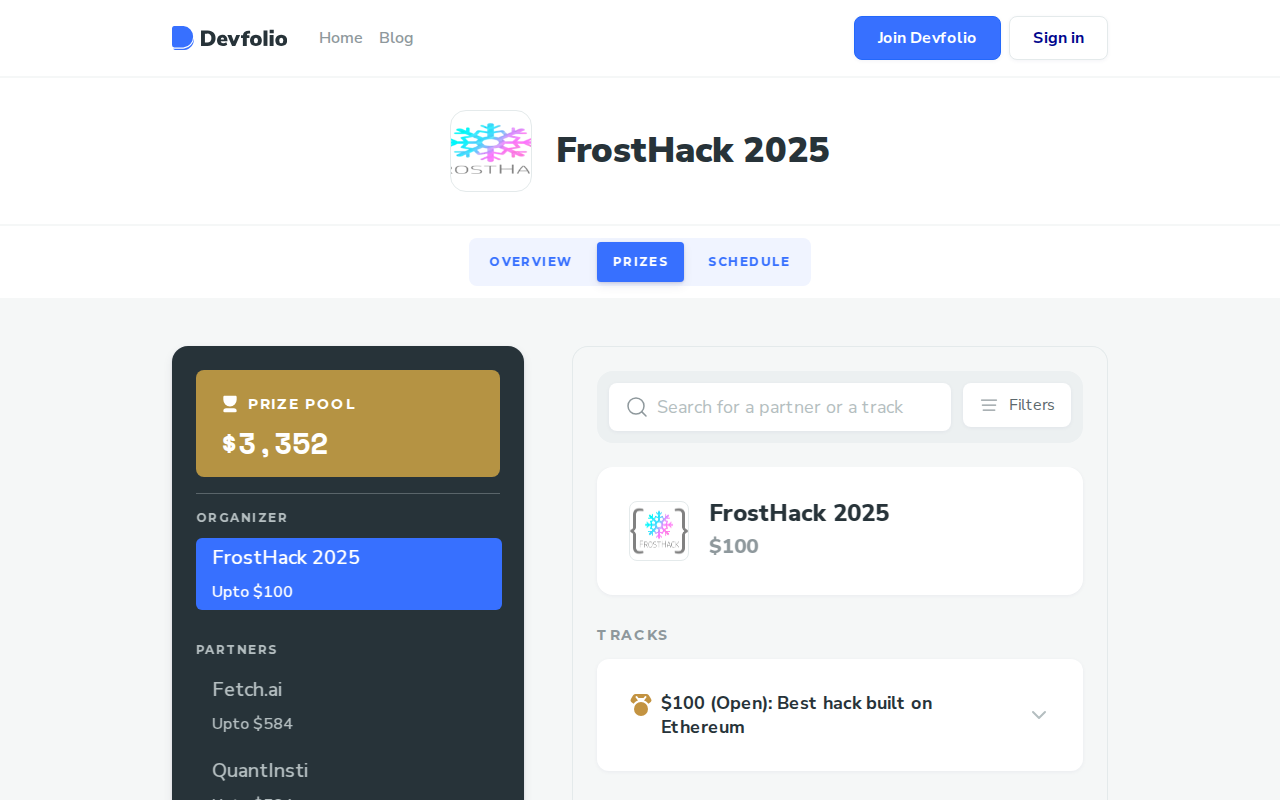 Devfolio
Home
Blog
Join Devfolio
Sign in
OSTHA
FrostHack 2025
OVERVIEW
PRIZES
SCHEDULE
PRIZE POOL
$3,352
ORGANIZER
FrostHack 2025
Upto $100
PARTNERS
Fetch.ai
Upto $584
QuantInsti
Search for a partner or a track
Filters
FROSTHACK
FrostHack 2025
$100
TRACKS
$100 (Open): Best hack built on
Ethereum